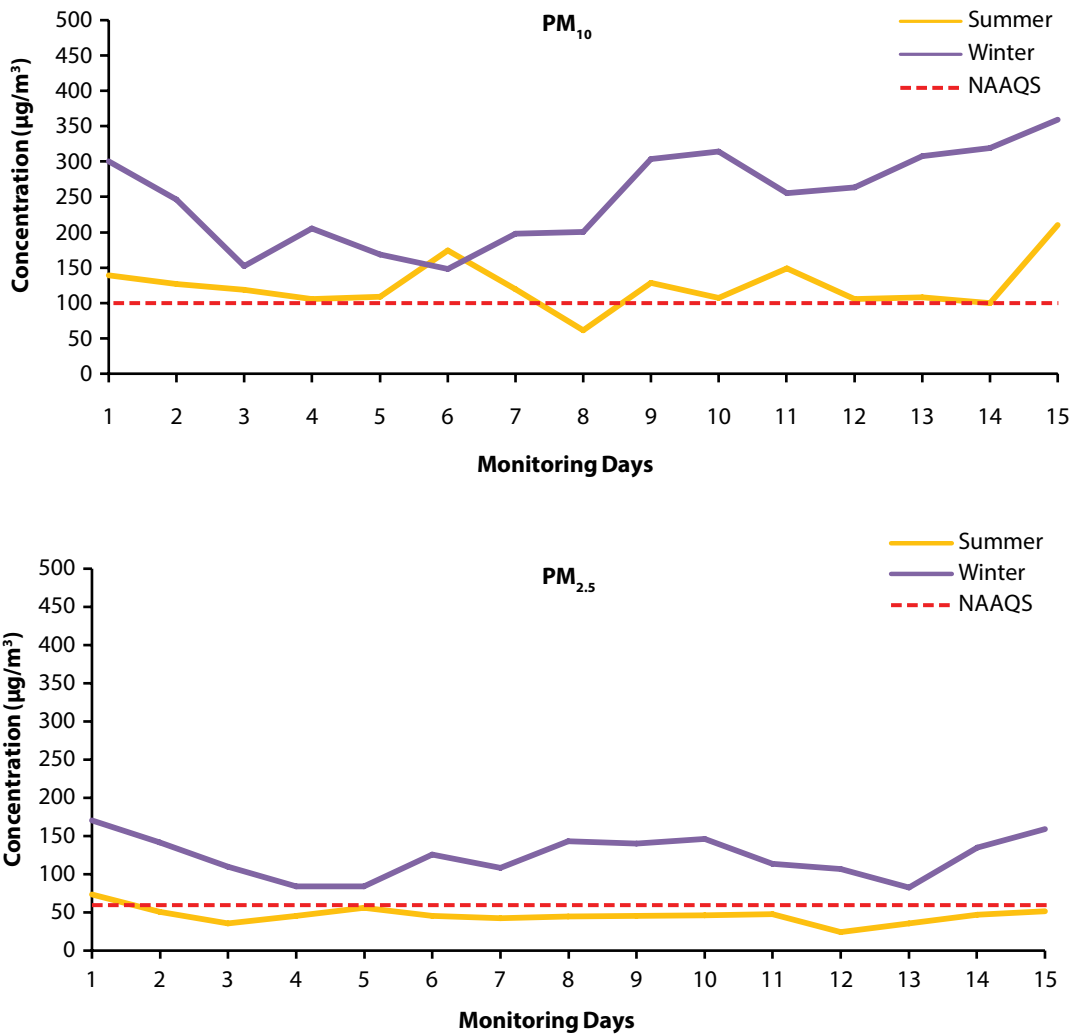 PM₁₀
Summer
Winter
NAAQS
Concentration (µg/m³)
500
450
400
350
300
250
200
150
100
50
0
1 2 3 4 5 6 7 8 9 10 11 12 13 14 15
Monitoring Days
PM₂.₅
Summer
Winter
NAAQS
Concentration (µg/m³)
500
450
400
350
300
250
200
150
100
50
0
1 2 3 4 5 6 7 8 9 10 11 12 13 14 15
Monitoring Days